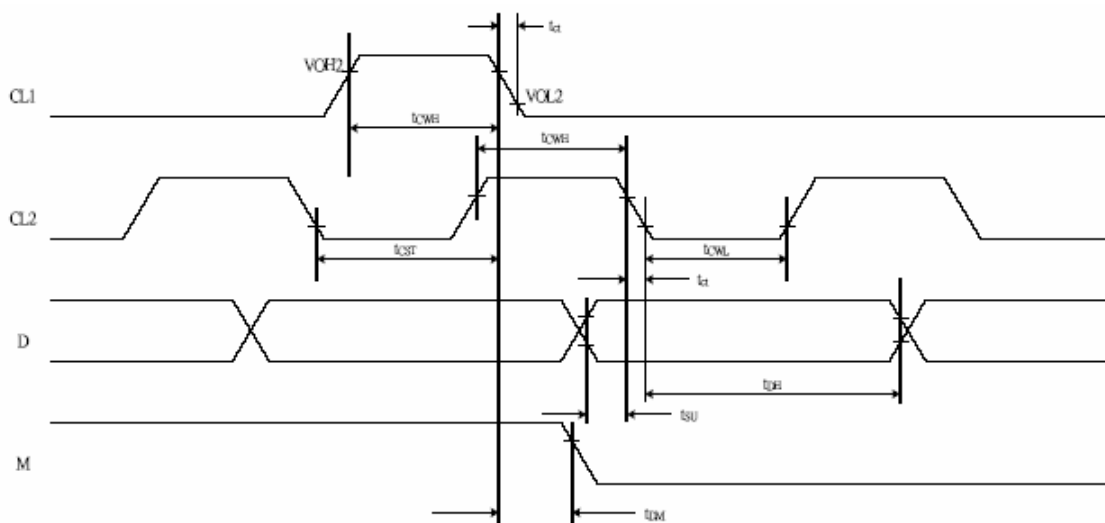 tct
VOH2
CL1
VOL2
tCWH
tCWH
CL2
tCST
tCWL
tct
D
tDH
tSU
M
tDM